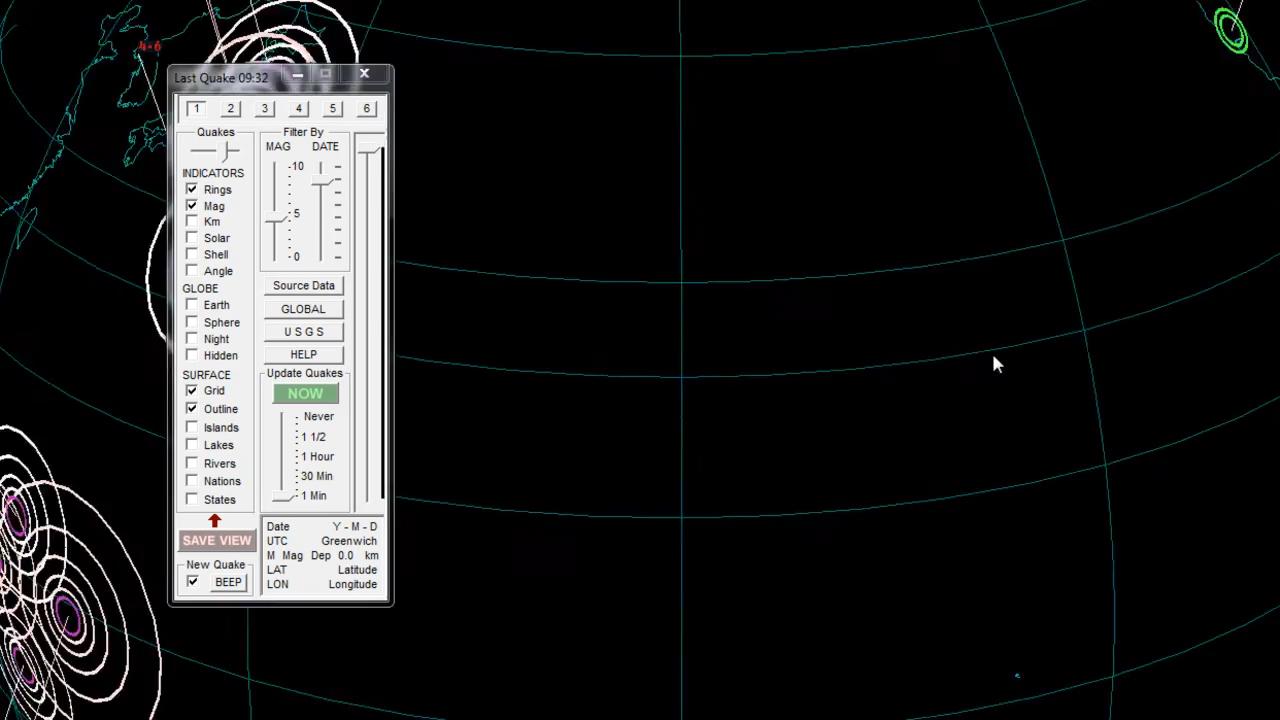 4.6
Last Quake 09:32
1 2 3 4 5 6
Quakes
INDICATORS
Rings
Mag
Km
Solar
Shell
Angle
GLOBE
Earth
Sphere
Night
Hidden
SURFACE
Grid
Outline
Islands
Lakes
Rivers
Nations
States
SAVE VIEW
New Quake
BEEP
Filter By
MAG DATE
10
5
0
Source Data
GLOBAL
U S G S
HELP
Update Quakes
NOW
Never
1 1/2
1 Hour
30 Min
1 Min
Date Y - M - D
UTC Greenwich
M Mag Dep 0.0 km
LAT Latitude
LON Longitude